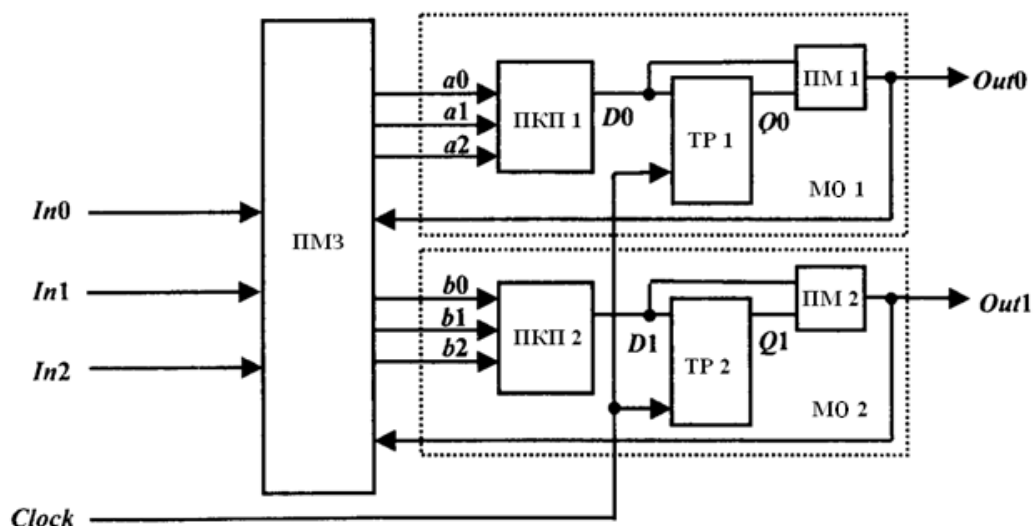 a0
a1
a2
ПКП 1
D0
ТР 1
Q0
ПМ 1
Out0
МО 1
In0
In1
In2
ПМЗ
b0
b1
b2
ПКП 2
D1
ТР 2
Q1
ПМ 2
Out1
МО 2
Clock